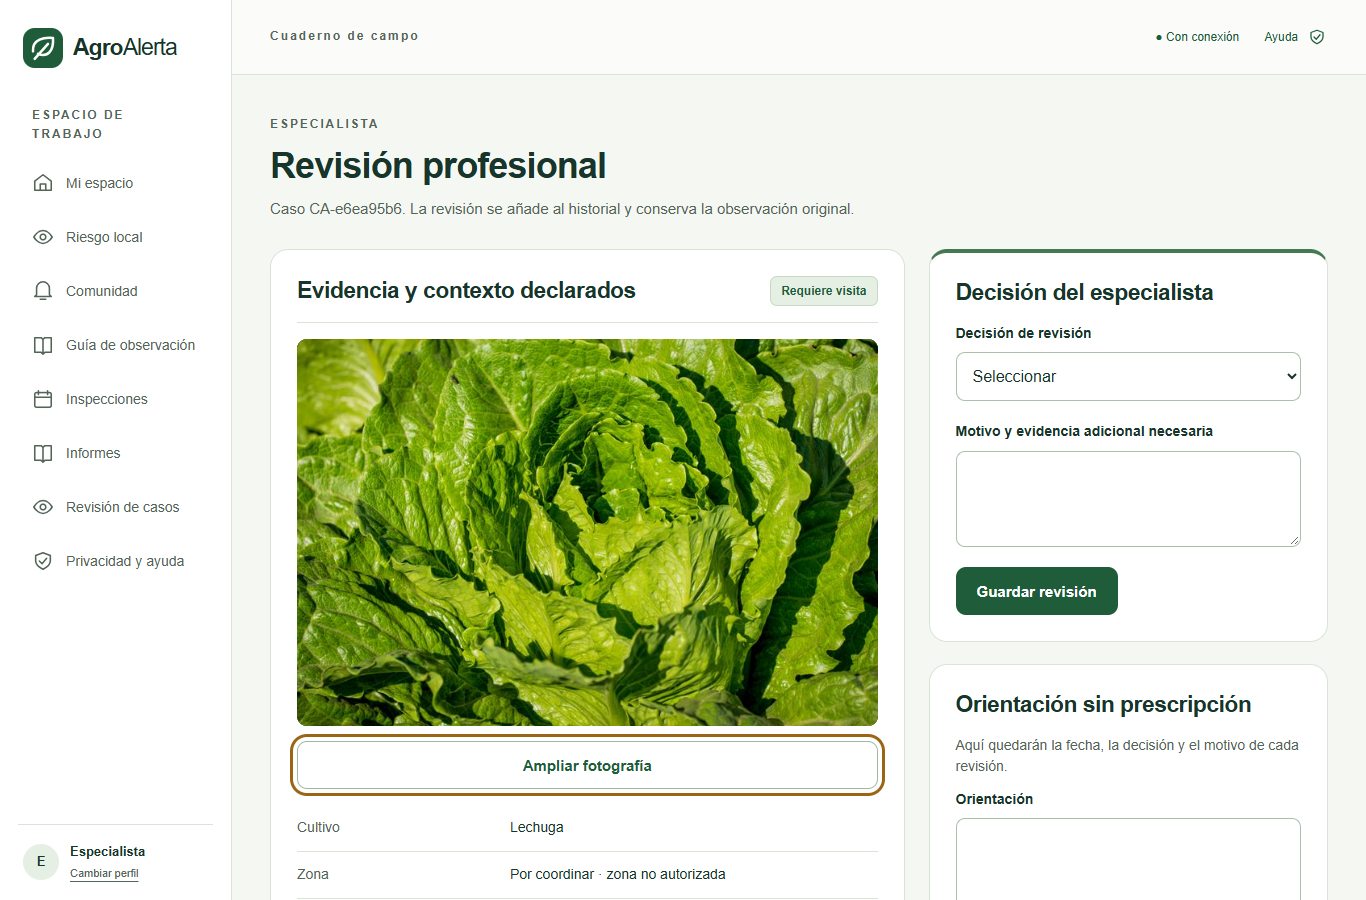 AgroAlerta
ESPACIO DE
TRABAJO
Mi espacio
Riesgo local
Comunidad
Guía de observación
Inspecciones
Informes
Revisión de casos
Privacidad y ayuda
E
Especialista
Cambiar perfil
Cuaderno de campo
● Con conexión
Ayuda
ESPECIALISTA
Revisión profesional
Caso CA-e6ea95b6. La revisión se añade al historial y conserva la observación original.
Evidencia y contexto declarados
Requiere visita
Ampliar fotografía
Cultivo
Lechuga
Zona
Por coordinar · zona no autorizada
Decisión del especialista
Decisión de revisión
Seleccionar
Motivo y evidencia adicional necesaria
Guardar revisión
Orientación sin prescripción
Aquí quedarán la fecha, la decisión y el motivo de cada
revisión.
Orientación